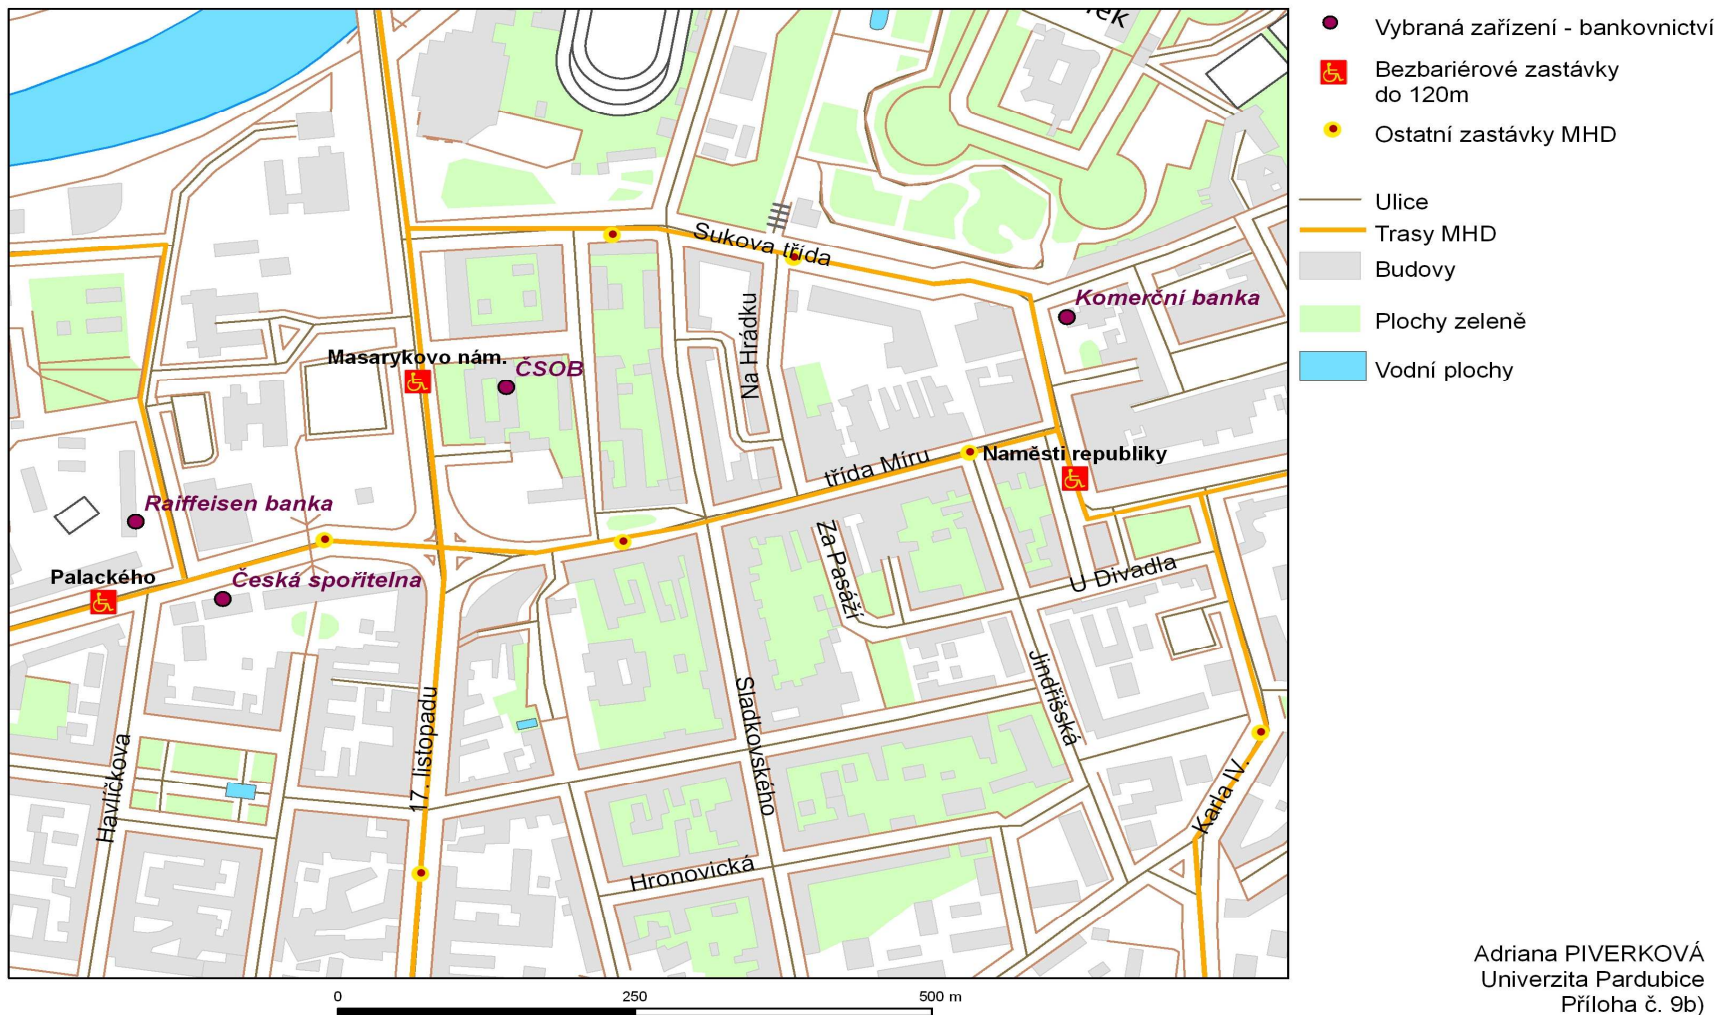 Vybraná zařízení - bankovnictví
Bezbariérové zastávky
do 120m
Ostatní zastávky MHD
Ulice
Trasy MHD
Budovy
Plochy zeleně
Vodní plochy
Sukova třída
Komerční banka
Na Hrádku
Masarykovo nám.
ČSOB
třída Míru
Naměsti republiky
Raiffeisen banka
Za Pasáží
Palackého
Česká spořitelna
U Divadla
Jindřišská
Sladkovského
17. listopadu
Havlíčkova
Karla IV.
Hronovická
0 250 500 m
Adriana PIVERKOVÁ
Univerzita Pardubice
Příloha č. 9b)